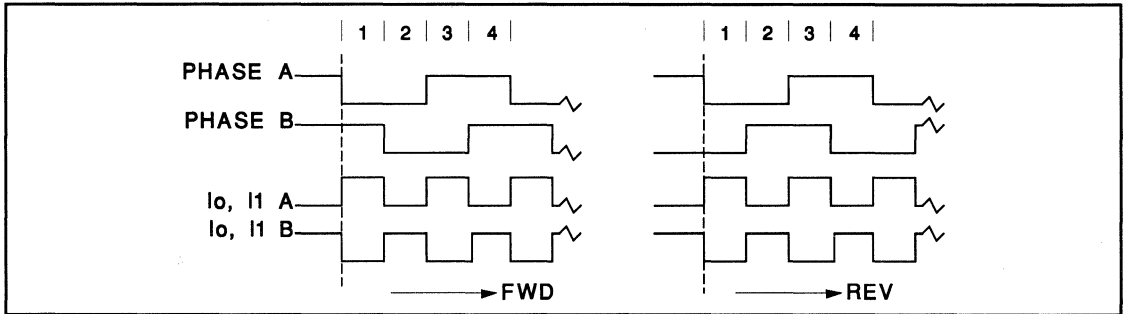 | 1 | 2 | 3 | 4 |
| 1 | 2 | 3 | 4 |
PHASE A
PHASE B
Io, I1 A
Io, I1 B
FWD
REV